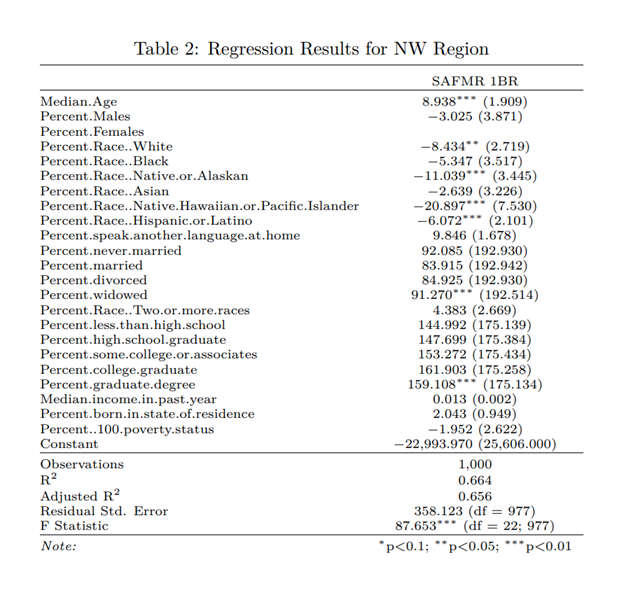 Table 2: Regression Results for NW Region
SAFMR 1BR
Median.Age 8.938*** (1.909)
Percent.Males −3.025 (3.871)
Percent.Females
Percent.Race..White −8.434** (2.719)
Percent.Race..Black −5.347 (3.517)
Percent.Race..Native.or.Alaskan −11.039*** (3.445)
Percent.Race..Asian −2.639 (3.226)
Percent.Race..Native.Hawaiian.or.Pacific.Islander −20.897*** (7.530)
Percent.Race..Hispanic.or.Latino −6.072*** (2.101)
Percent.speak.another.language.at.home 9.846 (1.678)
Percent.never.married 92.085 (192.930)
Percent.married 83.915 (192.942)
Percent.divorced 84.925 (192.930)
Percent.widowed 91.270*** (192.514)
Percent.Race..Two.or.more.races 4.383 (2.669)
Percent.less.than.high.school 144.992 (175.139)
Percent.high.school.graduate 147.699 (175.384)
Percent.some.college.or.associates 153.272 (175.434)
Percent.college.graduate 161.903 (175.258)
Percent.graduate.degree 159.108*** (175.134)
Median.income.in.past.year 0.013 (0.002)
Percent.born.in.state.of.residence 2.043 (0.949)
Percent..100.poverty.status −1.952 (2.622)
Constant −22,993.970 (25,606.000)
Observations 1,000
R² 0.664
Adjusted R² 0.656
Residual Std. Error 358.123 (df = 977)
F Statistic 87.653*** (df = 22; 977)
Note: *p<0.1; **p<0.05; ***p<0.01